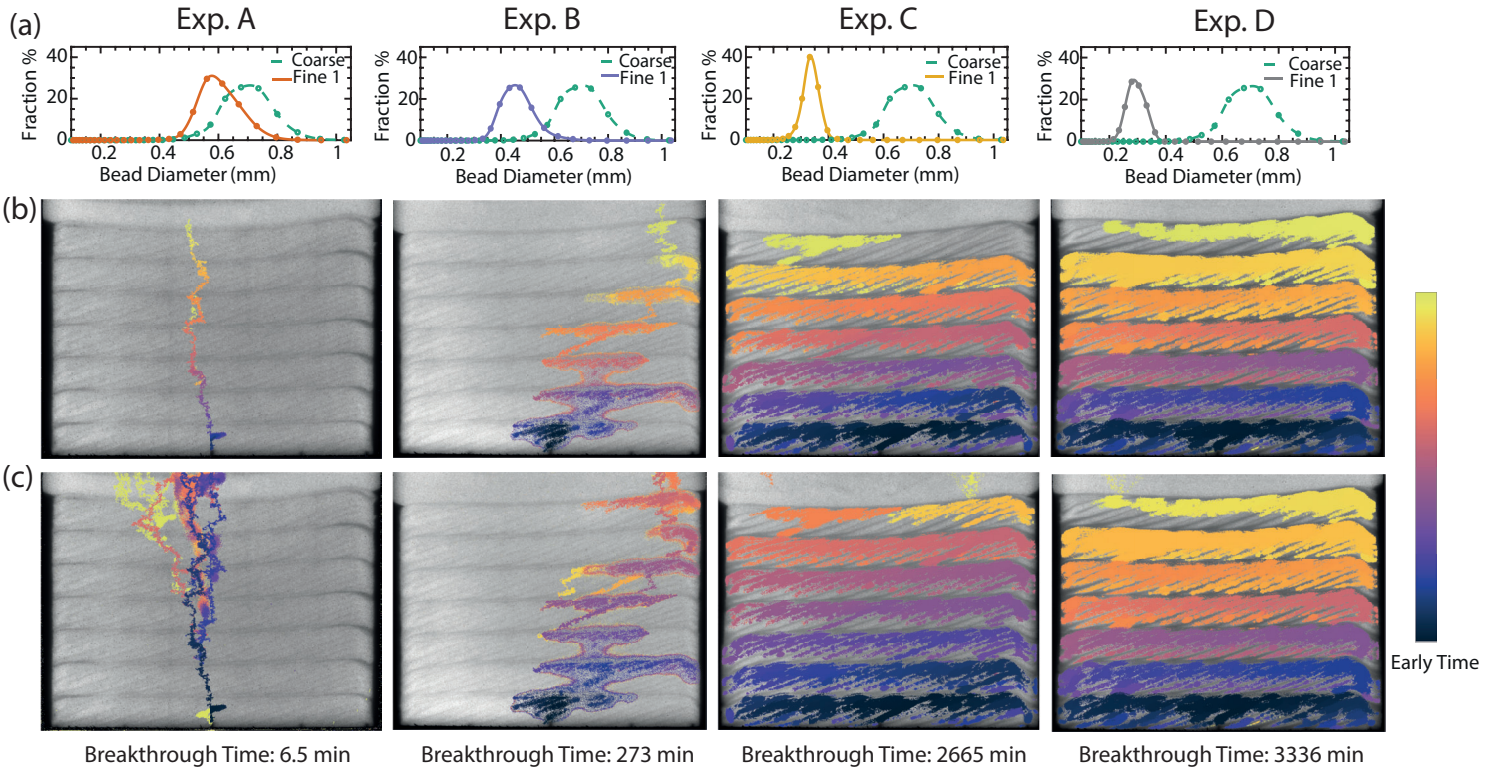 Exp. A
Exp. B
Exp. C
Exp. D
(a)
Fraction %
40
20
0
Coarse
Fine 1
0.2
0.4
0.6
0.8
1
Bead Diameter (mm)
Fraction %
40
20
0
Coarse
Fine 1
0.2
0.4
0.6
0.8
1
Bead Diameter (mm)
Fraction %
40
20
0
Coarse
Fine 1
0.2
0.4
0.6
0.8
1
Bead Diameter (mm)
Fraction %
40
20
0
Coarse
Fine 1
0.2
0.4
0.6
0.8
1
Bead Diameter (mm)
(b)
(c)
Early Time
Breakthrough Time: 6.5 min
Breakthrough Time: 273 min
Breakthrough Time: 2665 min
Breakthrough Time: 3336 min